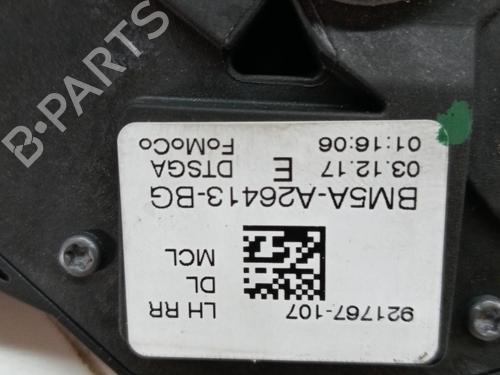 B-PARTS
921767-107
LH RR
DL
MCL
BM5A-A26413-BG
E
03.12.17
DTSGA
01:16:06
FoMoCo